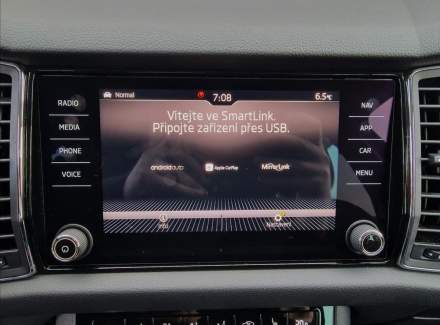 Normal 7:08 6.5°C
RADIO
MEDIA
PHONE
VOICE
Vítejte ve SmartLink.
Připojte zařízení přes USB.
androidauto Apple CarPlay MirrorLink
Info Nastavení
NAV
APP
CAR
MENU